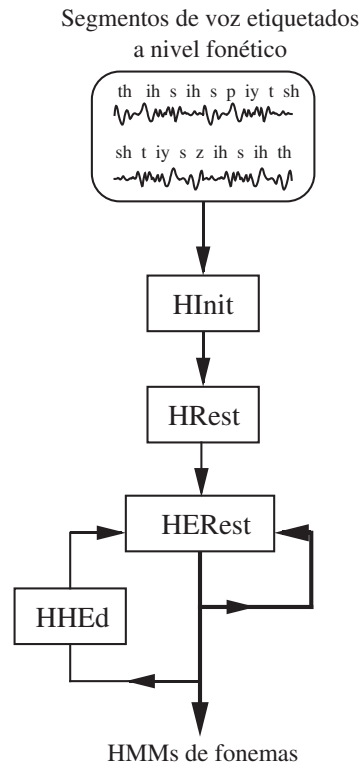 Segmentos de voz etiquetados
a nivel fonético
th ih s ih s p iy t sh
sh t iy s z ih s ih th
HInit
HRest
HERest
HHEd
HMMs de fonemas